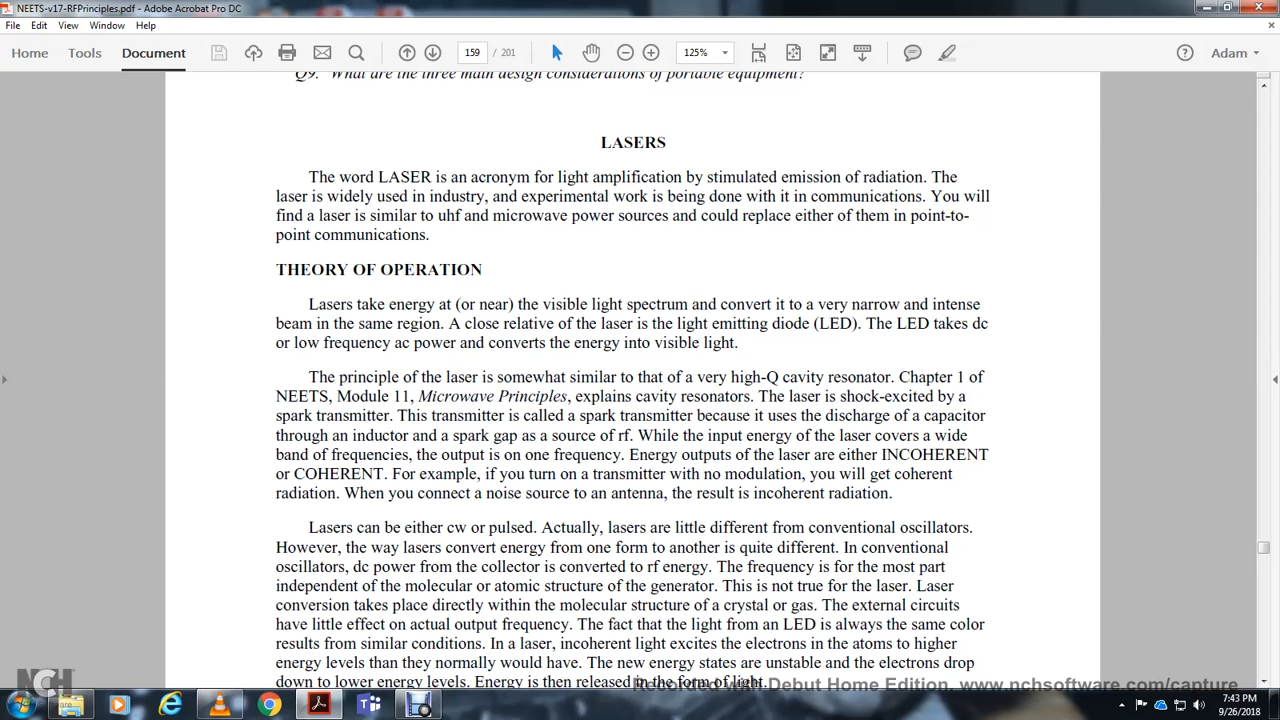 NEETS-v17-RFPrinciples.pdf - Adobe Acrobat Pro DC
File Edit View Window Help
Home Tools Document 159 / 201 125% Adam
Q9. What are the three main design considerations of portable equipment?
LASERS
The word LASER is an acronym for light amplification by stimulated emission of radiation. The
laser is widely used in industry, and experimental work is being done with it in communications. You will
find a laser is similar to uhf and microwave power sources and could replace either of them in point-to-
point communications.
THEORY OF OPERATION
Lasers take energy at (or near) the visible light spectrum and convert it to a very narrow and intense
beam in the same region. A close relative of the laser is the light emitting diode (LED). The LED takes dc
or low frequency ac power and converts the energy into visible light.
The principle of the laser is somewhat similar to that of a very high-Q cavity resonator. Chapter 1 of
NEETS, Module 11, Microwave Principles, explains cavity resonators. The laser is shock-excited by a
spark transmitter. This transmitter is called a spark transmitter because it uses the discharge of a capacitor
through an inductor and a spark gap as a source of rf. While the input energy of the laser covers a wide
band of frequencies, the output is on one frequency. Energy outputs of the laser are either INCOHERENT
or COHERENT. For example, if you turn on a transmitter with no modulation, you will get coherent
radiation. When you connect a noise source to an antenna, the result is incoherent radiation.
Lasers can be either cw or pulsed. Actually, lasers are little different from conventional oscillators.
However, the way lasers convert energy from one form to another is quite different. In conventional
oscillators, dc power from the collector is converted to rf energy. The frequency is for the most part
independent of the molecular or atomic structure of the generator. This is not true for the laser. Laser
conversion takes place directly within the molecular structure of a crystal or gas. The external circuits
have little effect on actual output frequency. The fact that the light from an LED is always the same color
results from similar conditions. In a laser, incoherent light excites the electrons in the atoms to higher
energy levels than they normally would have. The new energy states are unstable and the electrons drop
down to lower energy levels. Energy is then released in the form of light.
Recorded with Debut Home Edition. www.nchsoftware.com/capture
NCH
7:43 PM
9/26/2018